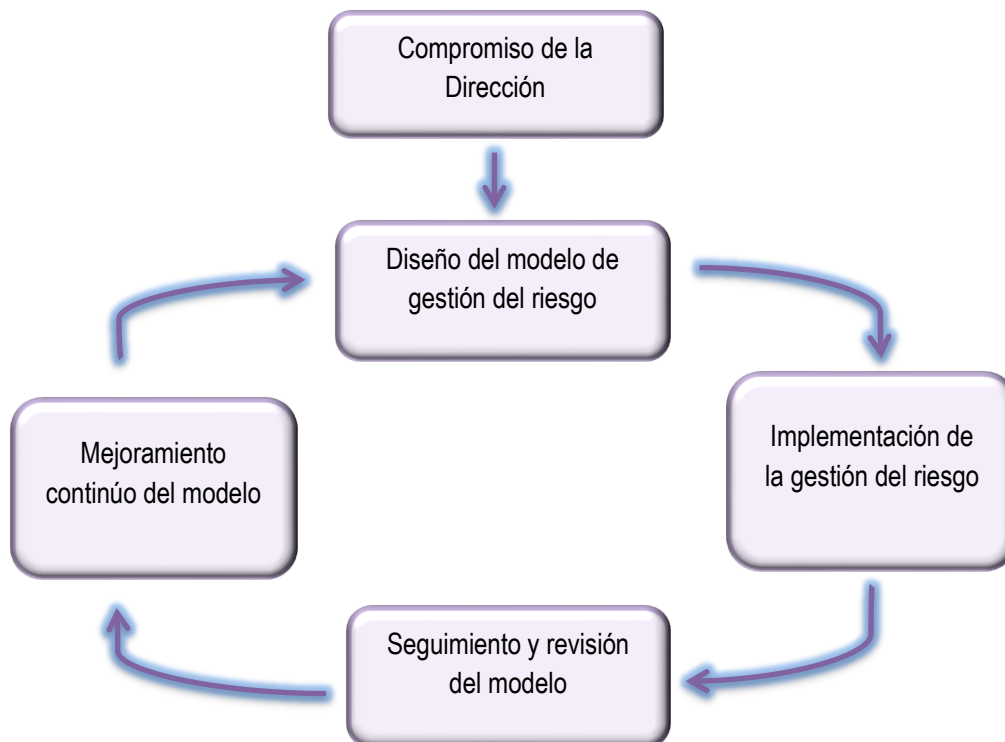 Compromiso de la
Dirección
Diseño del modelo de
gestión del riesgo
Implementación de
la gestión del riesgo
Mejoramiento
continúo del modelo
Seguimiento y revisión
del modelo